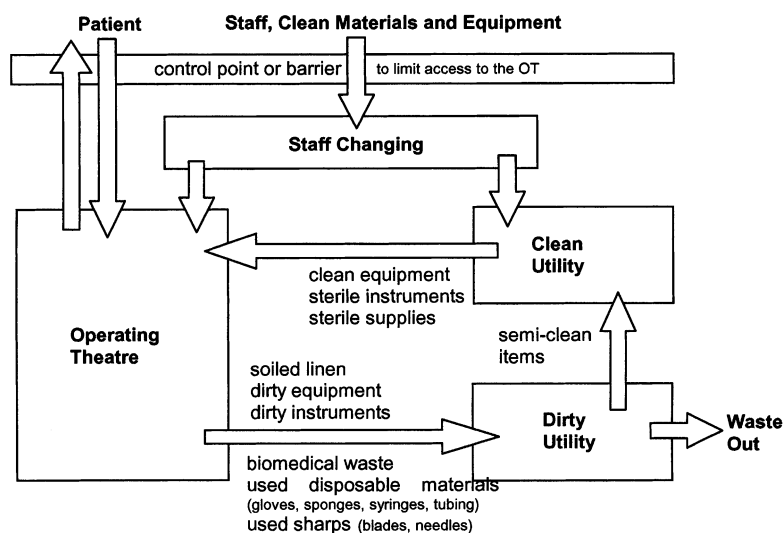 Patient
Staff, Clean Materials and Equipment
control point or barrier to limit access to the OT
Staff Changing
Clean
Utility
clean equipment
sterile instruments
sterile supplies
Operating
Theatre
semi-clean
items
soiled linen
dirty equipment
dirty instruments
Dirty
Utility
Waste
Out
biomedical waste
used disposable materials
(gloves, sponges, syringes, tubing)
used sharps (blades, needles)